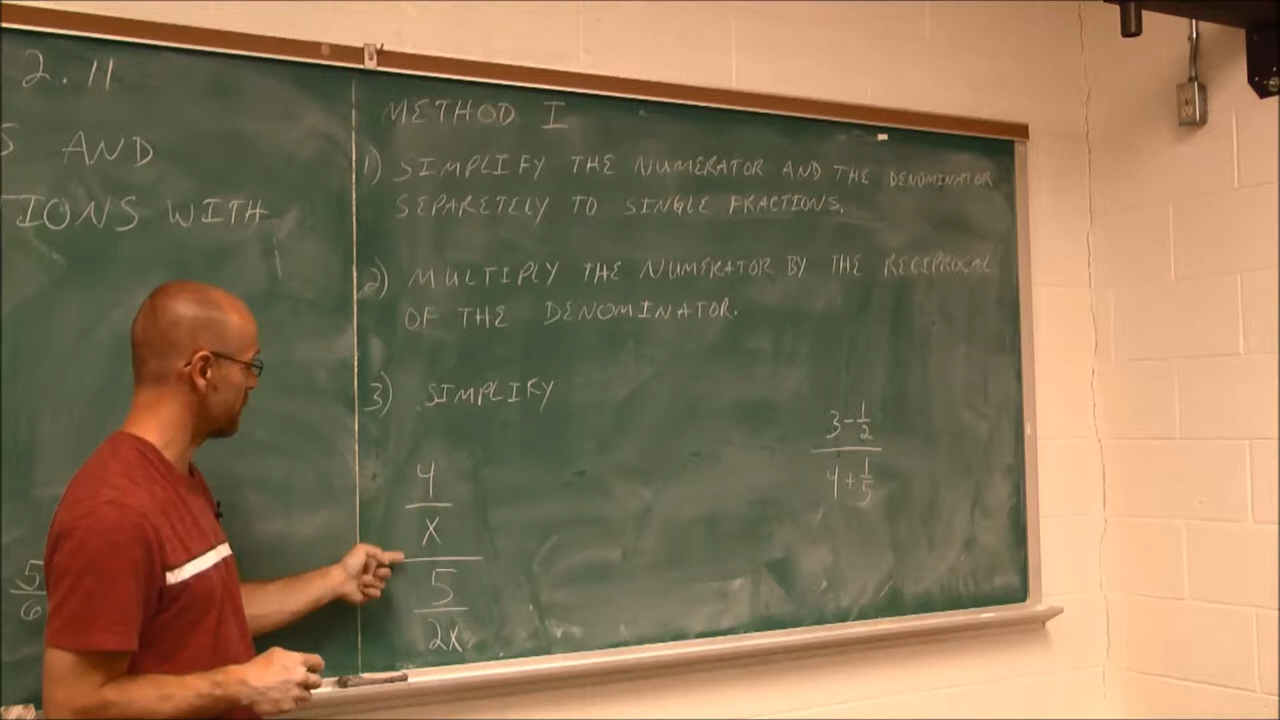 2.11
S AND
TIONS WITH
5
6
METHOD I
1) SIMPLIFY THE NUMERATOR AND THE DENOMINATOR
SEPARETELY TO SINGLE FRACTIONS.
2) MULTIPLY THE NUMERATOR BY THE RECIPROCAL
OF THE DENOMINATOR.
3) SIMPLIFY
4
x
5
2x
3-1/2
4+1/5